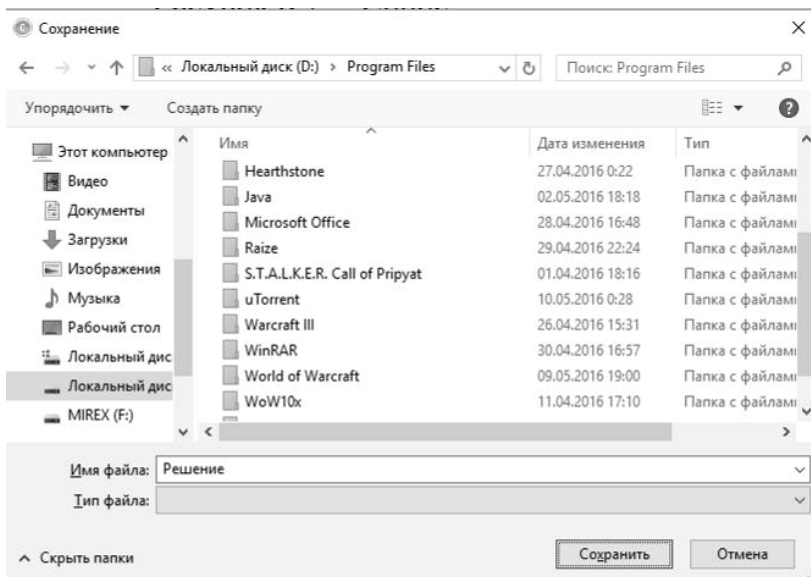 Сохранение
« Локальный диск (D:) › Program Files
Поиск: Program Files
Упорядочить
Создать папку
Имя Дата изменения Тип
Этот компьютер
Видео
Документы
Загрузки
Изображения
Музыка
Рабочий стол
Локальный дис
Локальный дис
MIREX (F:)
Hearthstone 27.04.2016 0:22 Папка с файлами
Java 02.05.2016 18:18 Папка с файлами
Microsoft Office 28.04.2016 16:48 Папка с файлами
Raize 29.04.2016 22:24 Папка с файлами
S.T.A.L.K.E.R. Call of Pripyat 01.04.2016 18:16 Папка с файлами
uTorrent 10.05.2016 0:28 Папка с файлами
Warcraft III 26.04.2016 15:31 Папка с файлами
WinRAR 30.04.2016 16:57 Папка с файлами
World of Warcraft 09.05.2016 19:00 Папка с файлами
WoW10x 11.04.2016 17:10 Папка с файлами
Имя файла: Решение
Тип файла:
Скрыть папки
Сохранить
Отмена